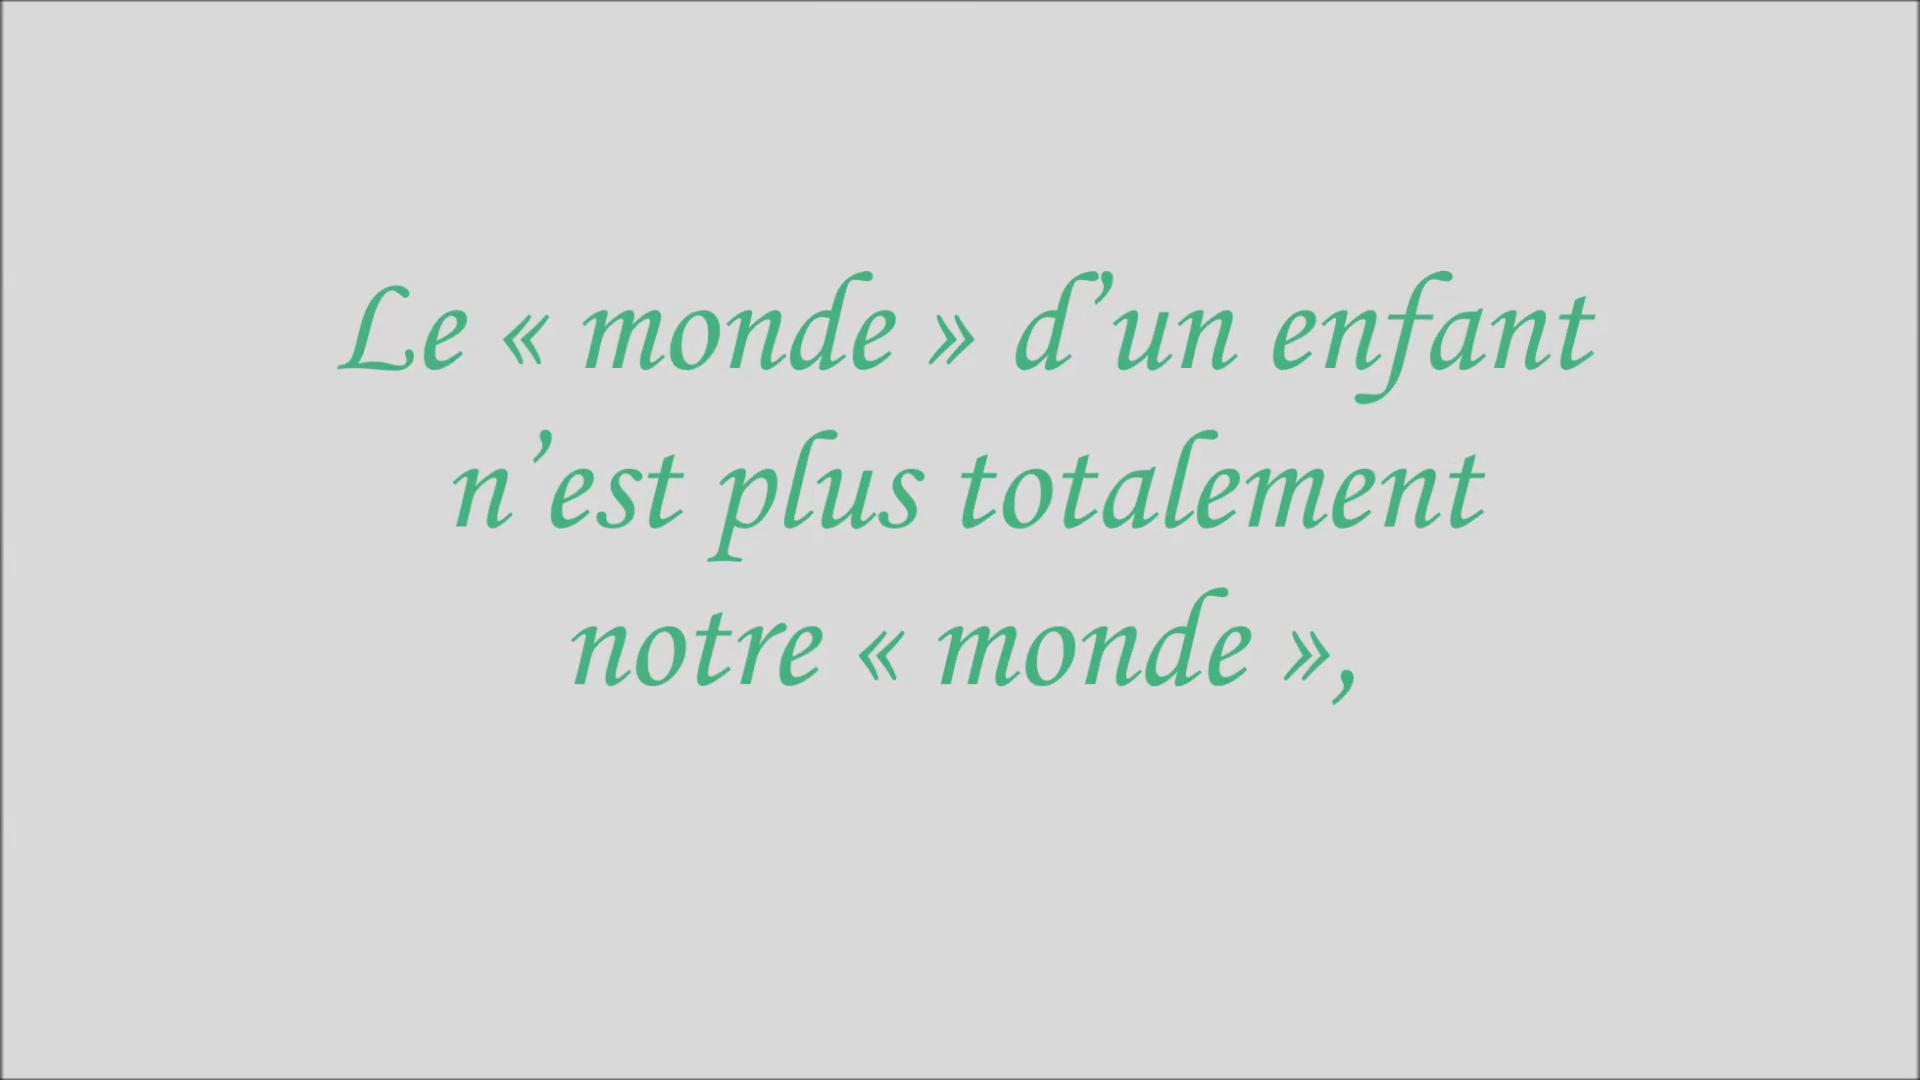 Le « monde » d’un enfant
n’est plus totalement
notre « monde »,